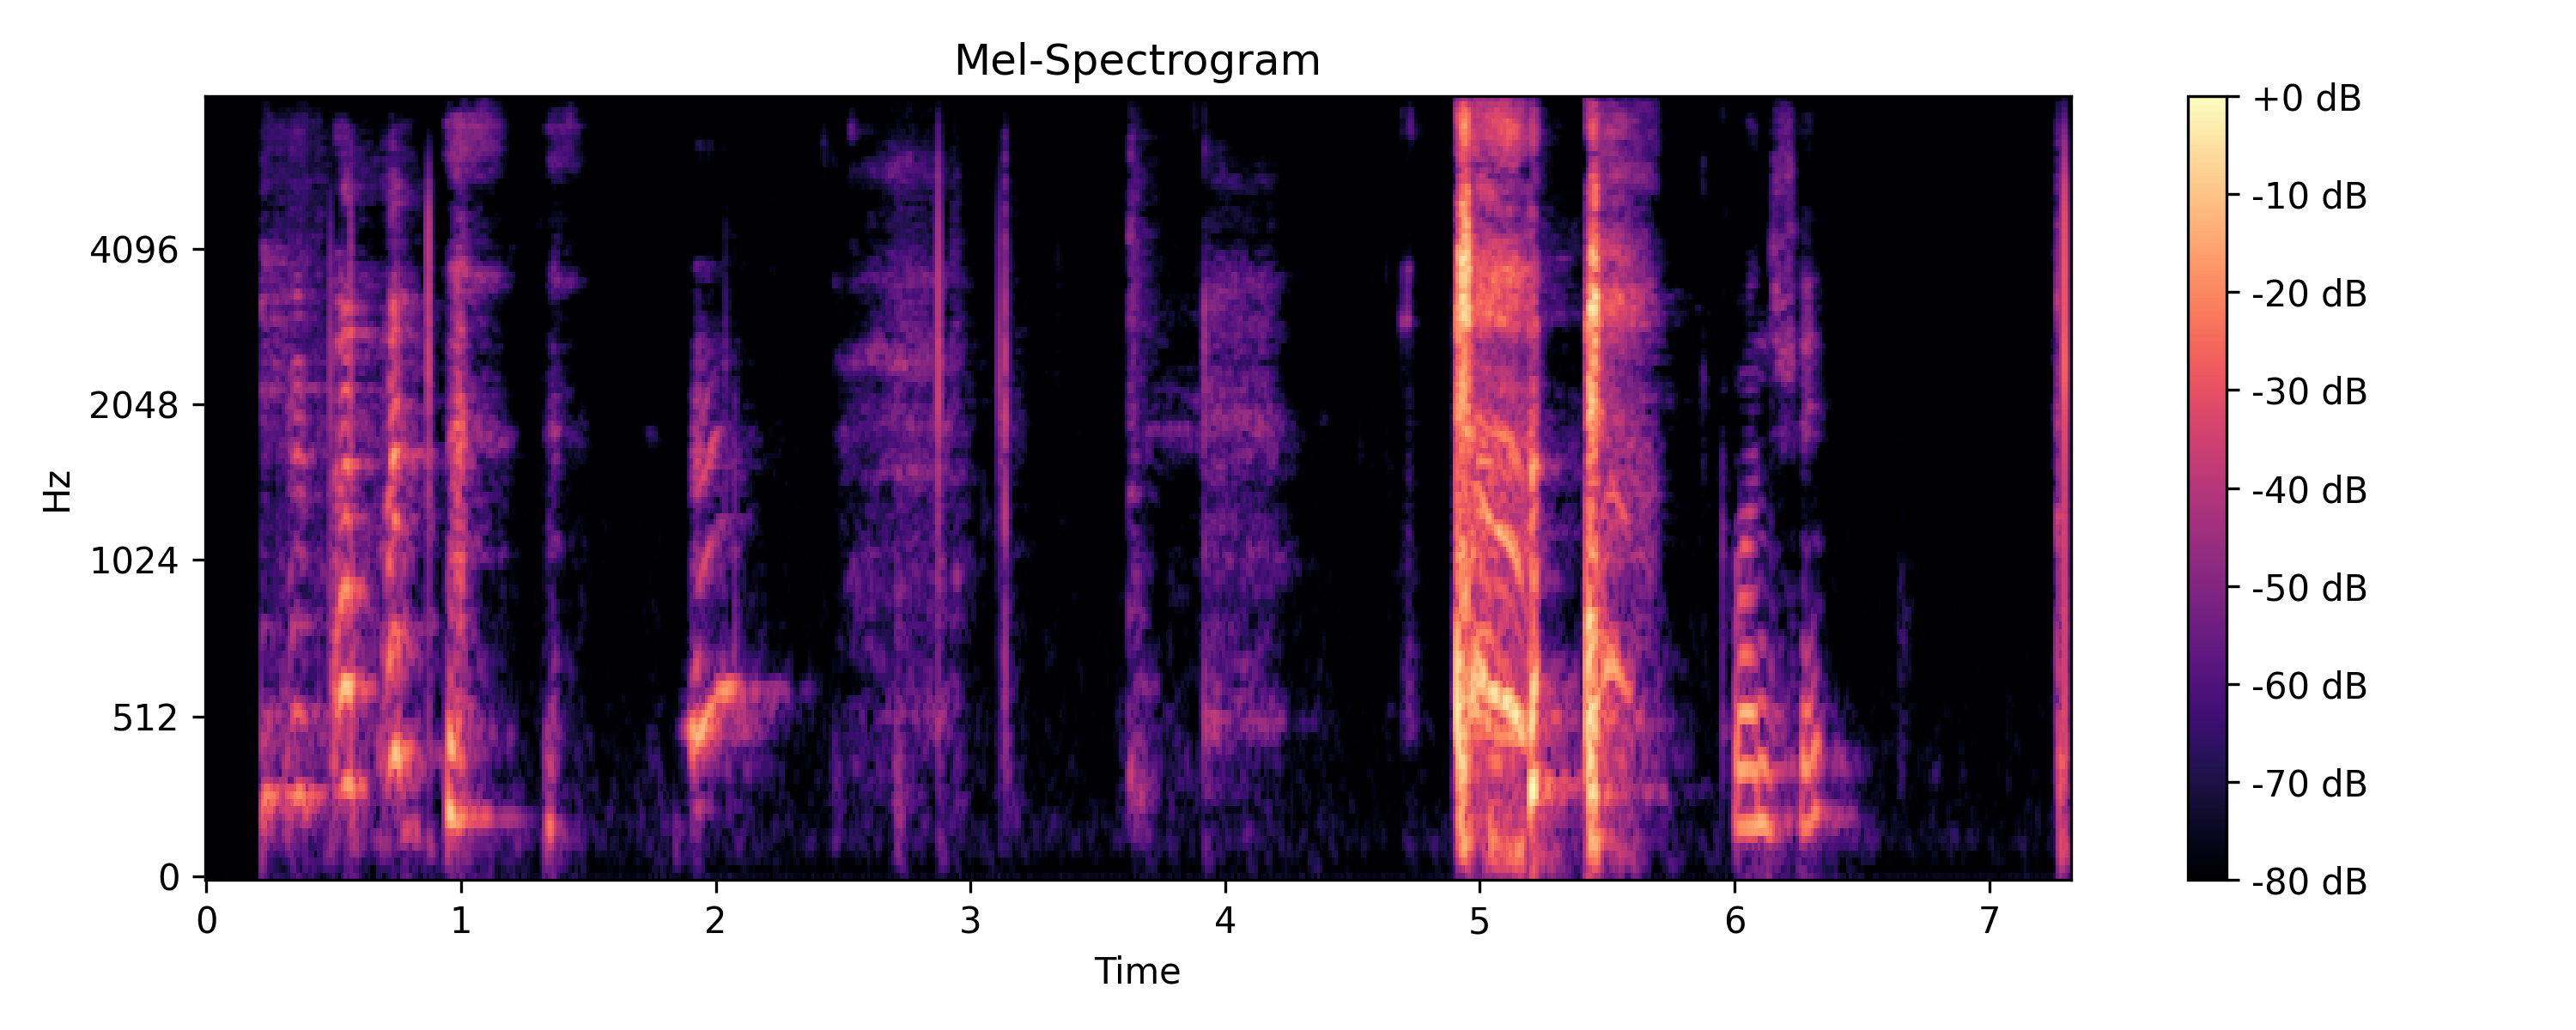 Mel-Spectrogram
+0 dB
-10 dB
-20 dB
-30 dB
-40 dB
-50 dB
-60 dB
-70 dB
-80 dB
Hz
4096
2048
1024
512
0
0 1 2 3 4 5 6 7
Time